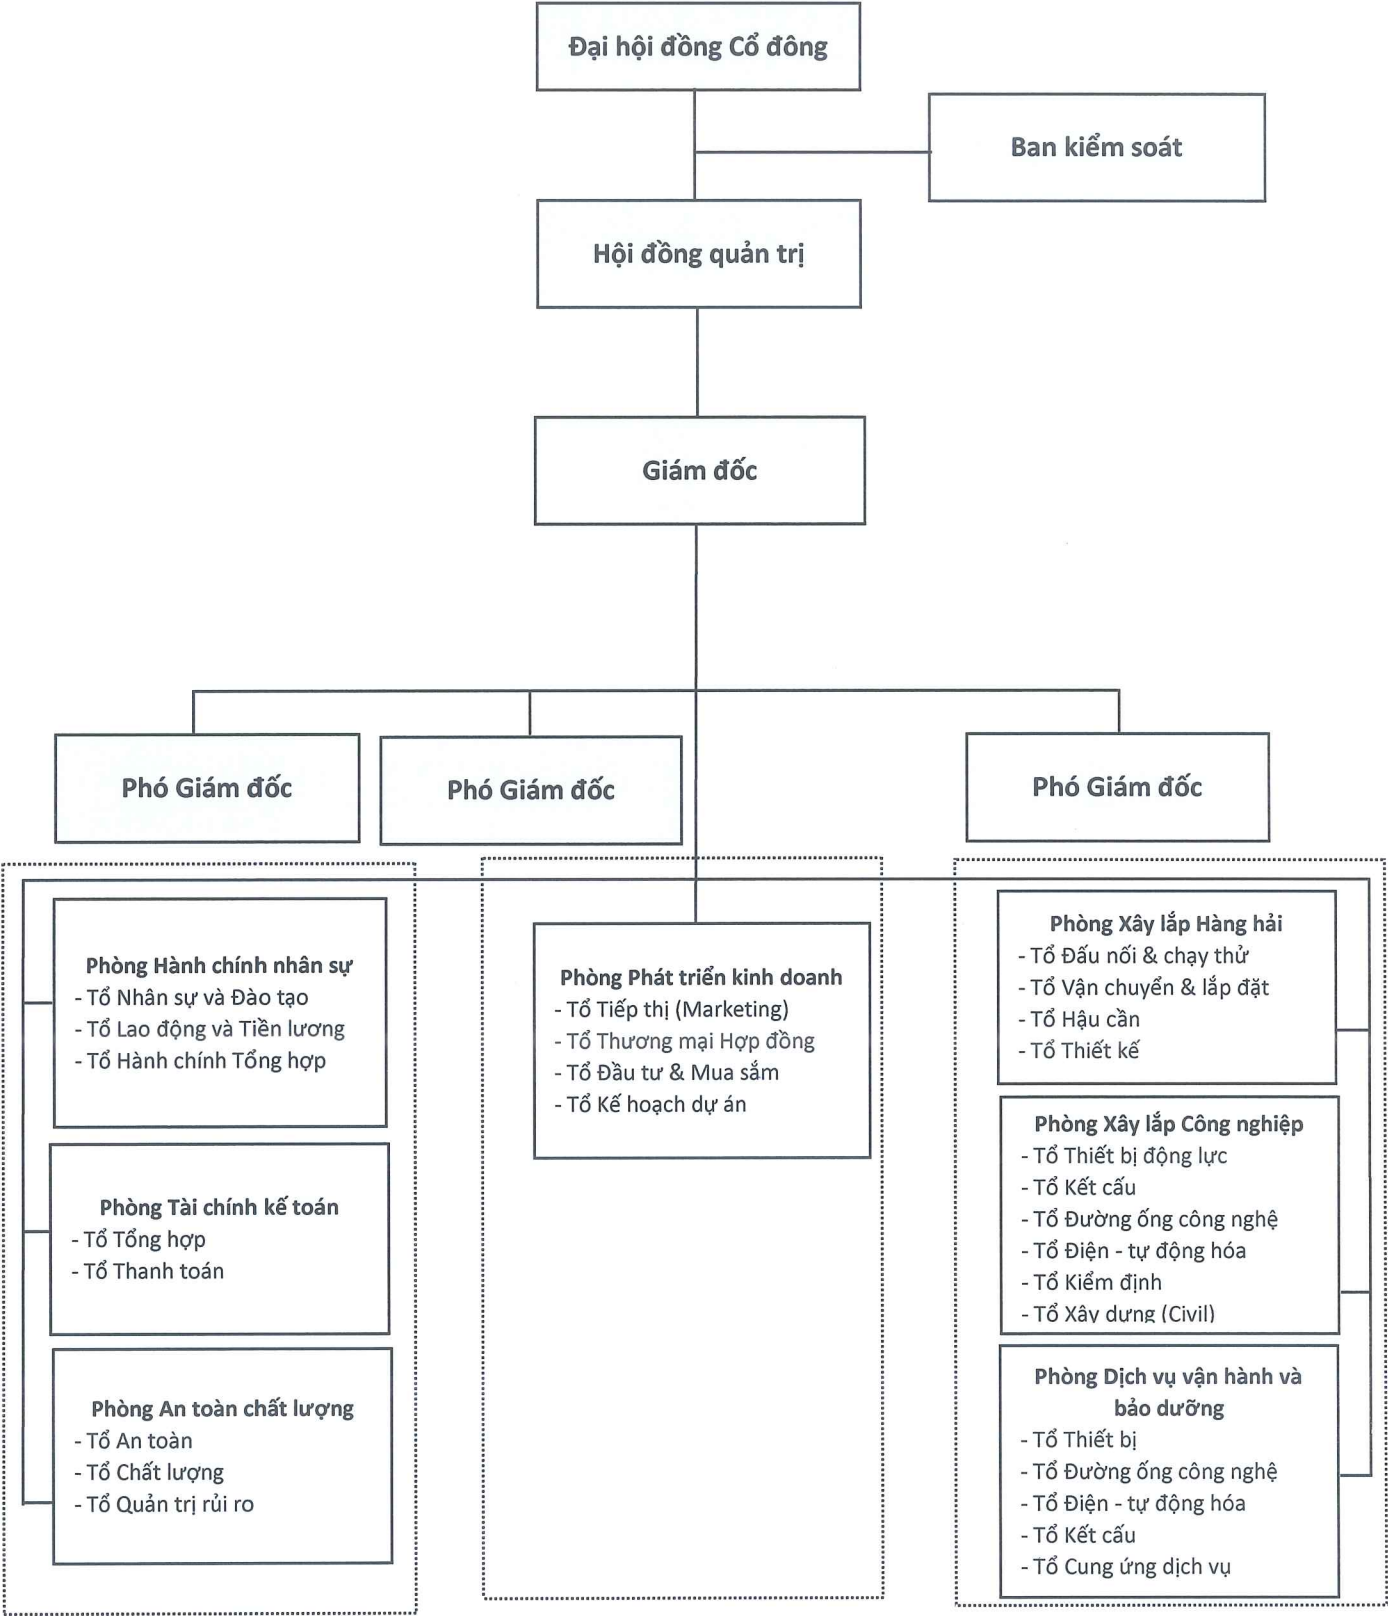 Đại hội đồng Cổ đông
Ban kiểm soát
Hội đồng quản trị
Giám đốc
Phó Giám đốc
Phó Giám đốc
Phó Giám đốc
Phòng Hành chính nhân sự
- Tổ Nhân sự và Đào tạo
- Tổ Lao động và Tiền lương
- Tổ Hành chính Tổng hợp
Phòng Tài chính kế toán
- Tổ Tổng hợp
- Tổ Thanh toán
Phòng An toàn chất lượng
- Tổ An toàn
- Tổ Chất lượng
- Tổ Quản trị rủi ro
Phòng Phát triển kinh doanh
- Tổ Tiếp thị (Marketing)
- Tổ Thương mại Hợp đồng
- Tổ Đầu tư & Mua sắm
- Tổ Kế hoạch dự án
Phòng Xây lắp Hàng hải
- Tổ Đấu nối & chạy thử
- Tổ Vận chuyển & lắp đặt
- Tổ Hậu cần
- Tổ Thiết kế
Phòng Xây lắp Công nghiệp
- Tổ Thiết bị động lực
- Tổ Kết cấu
- Tổ Đường ống công nghệ
- Tổ Điện - tự động hóa
- Tổ Kiểm định
- Tổ Xây dựng (Civil)
Phòng Dịch vụ vận hành và
bảo dưỡng
- Tổ Thiết bị
- Tổ Đường ống công nghệ
- Tổ Điện - tự động hóa
- Tổ Kết cấu
- Tổ Cung ứng dịch vụ